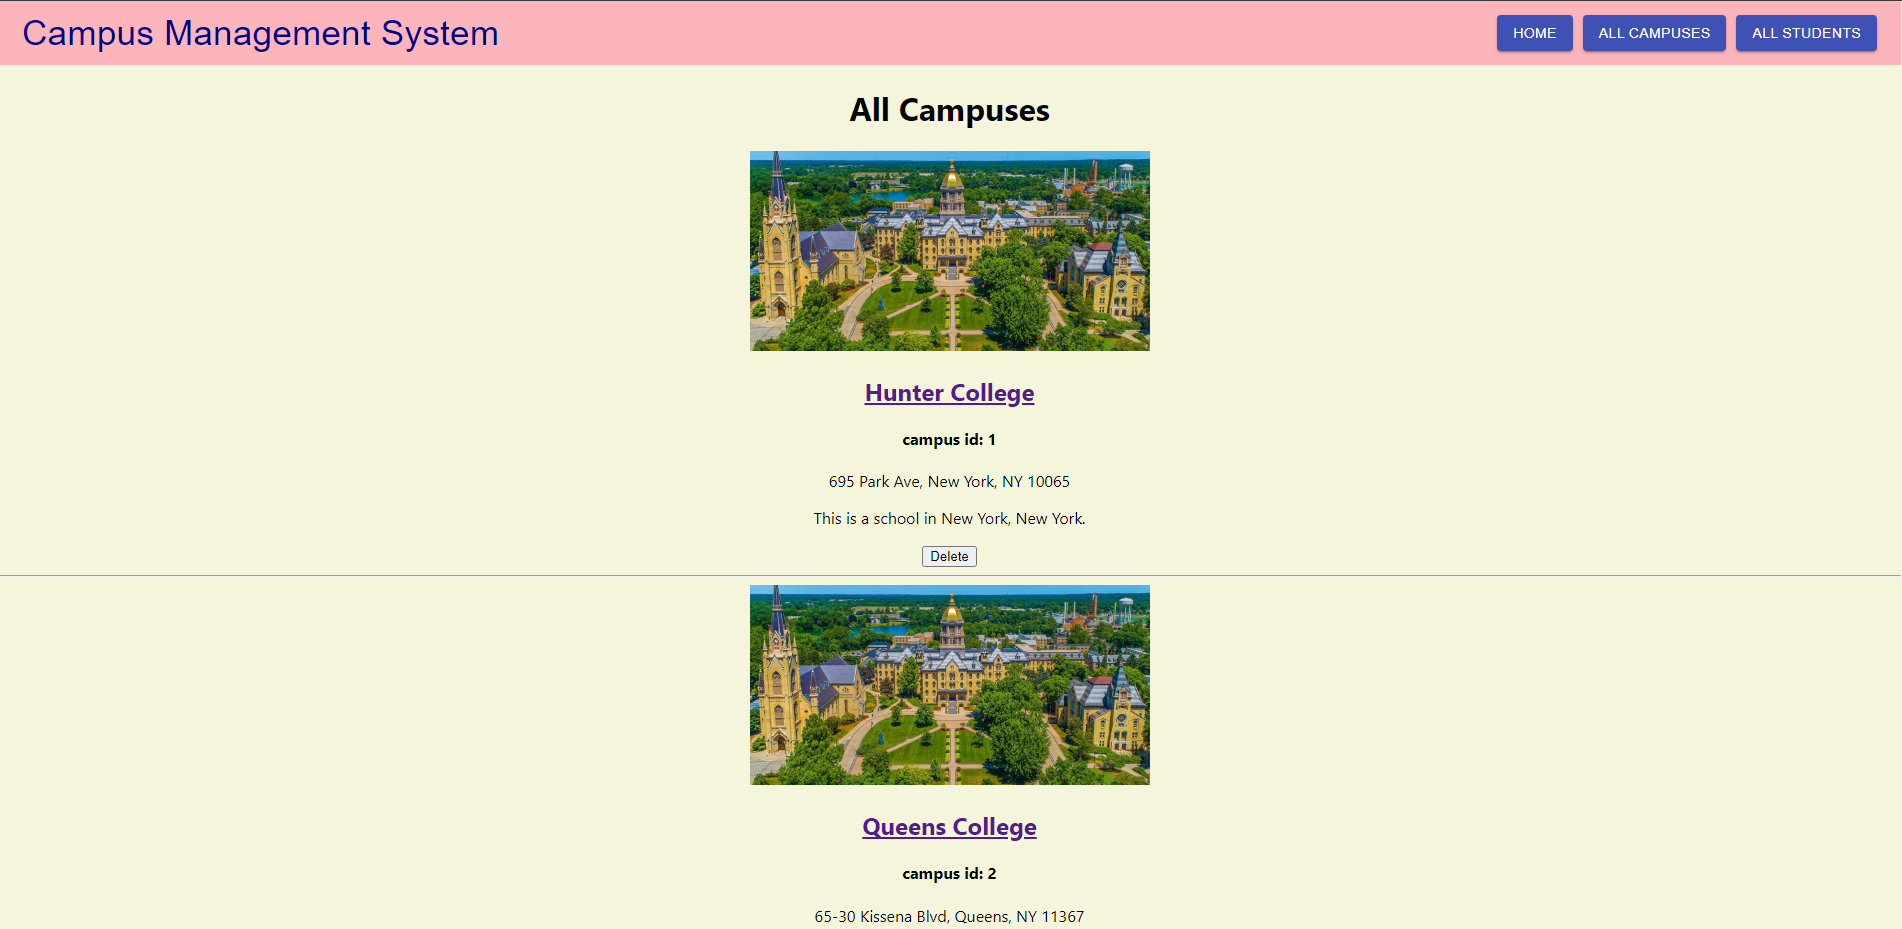 Campus Management System
HOME
ALL CAMPUSES
ALL STUDENTS
All Campuses
Hunter College
campus id: 1
695 Park Ave, New York, NY 10065
This is a school in New York, New York.
Delete
Queens College
campus id: 2
65-30 Kissena Blvd, Queens, NY 11367